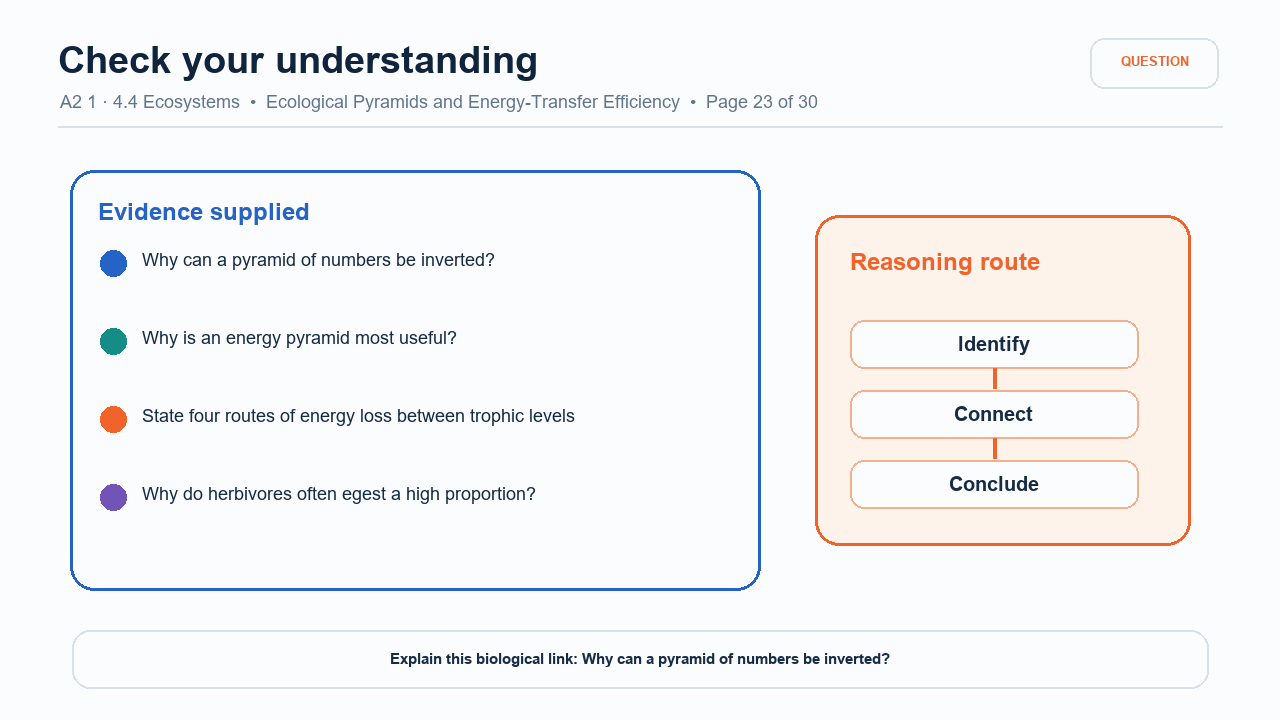 Check your understanding
QUESTION
A2 1 · 4.4 Ecosystems • Ecological Pyramids and Energy-Transfer Efficiency • Page 23 of 30
Evidence supplied
Why can a pyramid of numbers be inverted?
Why is an energy pyramid most useful?
State four routes of energy loss between trophic levels
Why do herbivores often egest a high proportion?
Reasoning route
Identify
Connect
Conclude
Explain this biological link: Why can a pyramid of numbers be inverted?